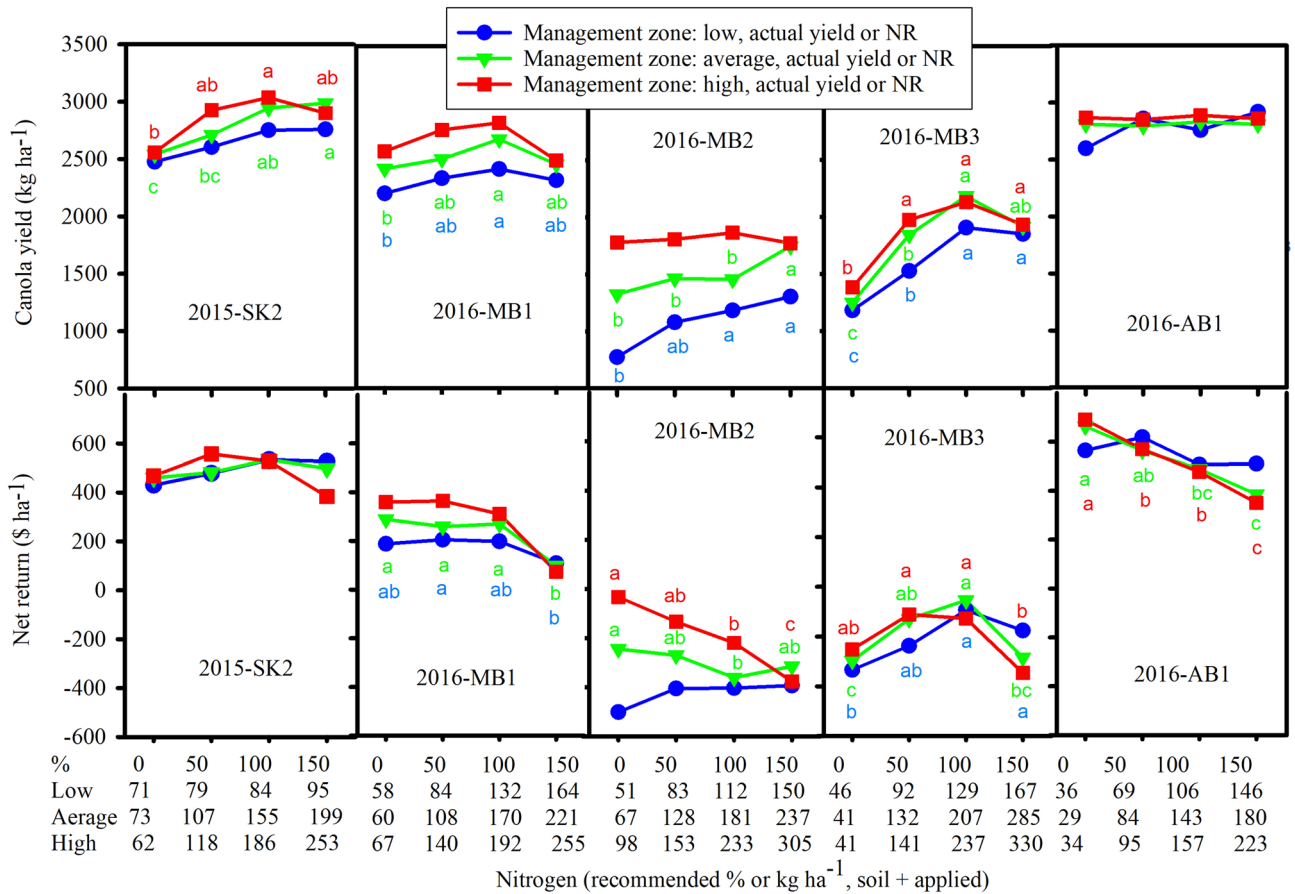 Management zone: low, actual yield or NR
Management zone: average, actual yield or NR
Management zone: high, actual yield or NR
Canola yield (kg ha-1)
3500
3000
2500
2000
1500
1000
500
b ab a ab
c bc ab a
2015-SK2
b ab a ab
b ab a ab
2016-MB1
2016-MB2
b b b a
b ab a a
2016-MB3
b a a a
c b a ab
c b a a
2016-AB1
Net return ($ ha-1)
600
400
200
0
-200
-400
-600
2015-SK2
a a a b
ab a ab b
2016-MB1
2016-MB2
a ab b c
a ab b ab
2016-MB3
ab a a b
c ab a bc
b ab a a
a ab bc c
a b b c
2016-AB1
% 0 50 100 150 0 50 100 150 0 50 100 150 0 50 100 150 0 50 100 150
Low 71 79 84 95 58 84 132 164 51 83 112 150 46 92 129 167 36 69 106 146
Aerage 73 107 155 199 60 108 170 221 67 128 181 237 41 132 207 285 29 84 143 180
High 62 118 186 253 67 140 192 255 98 153 233 305 41 141 237 330 34 95 157 223
Nitrogen (recommended % or kg ha-1, soil + applied)